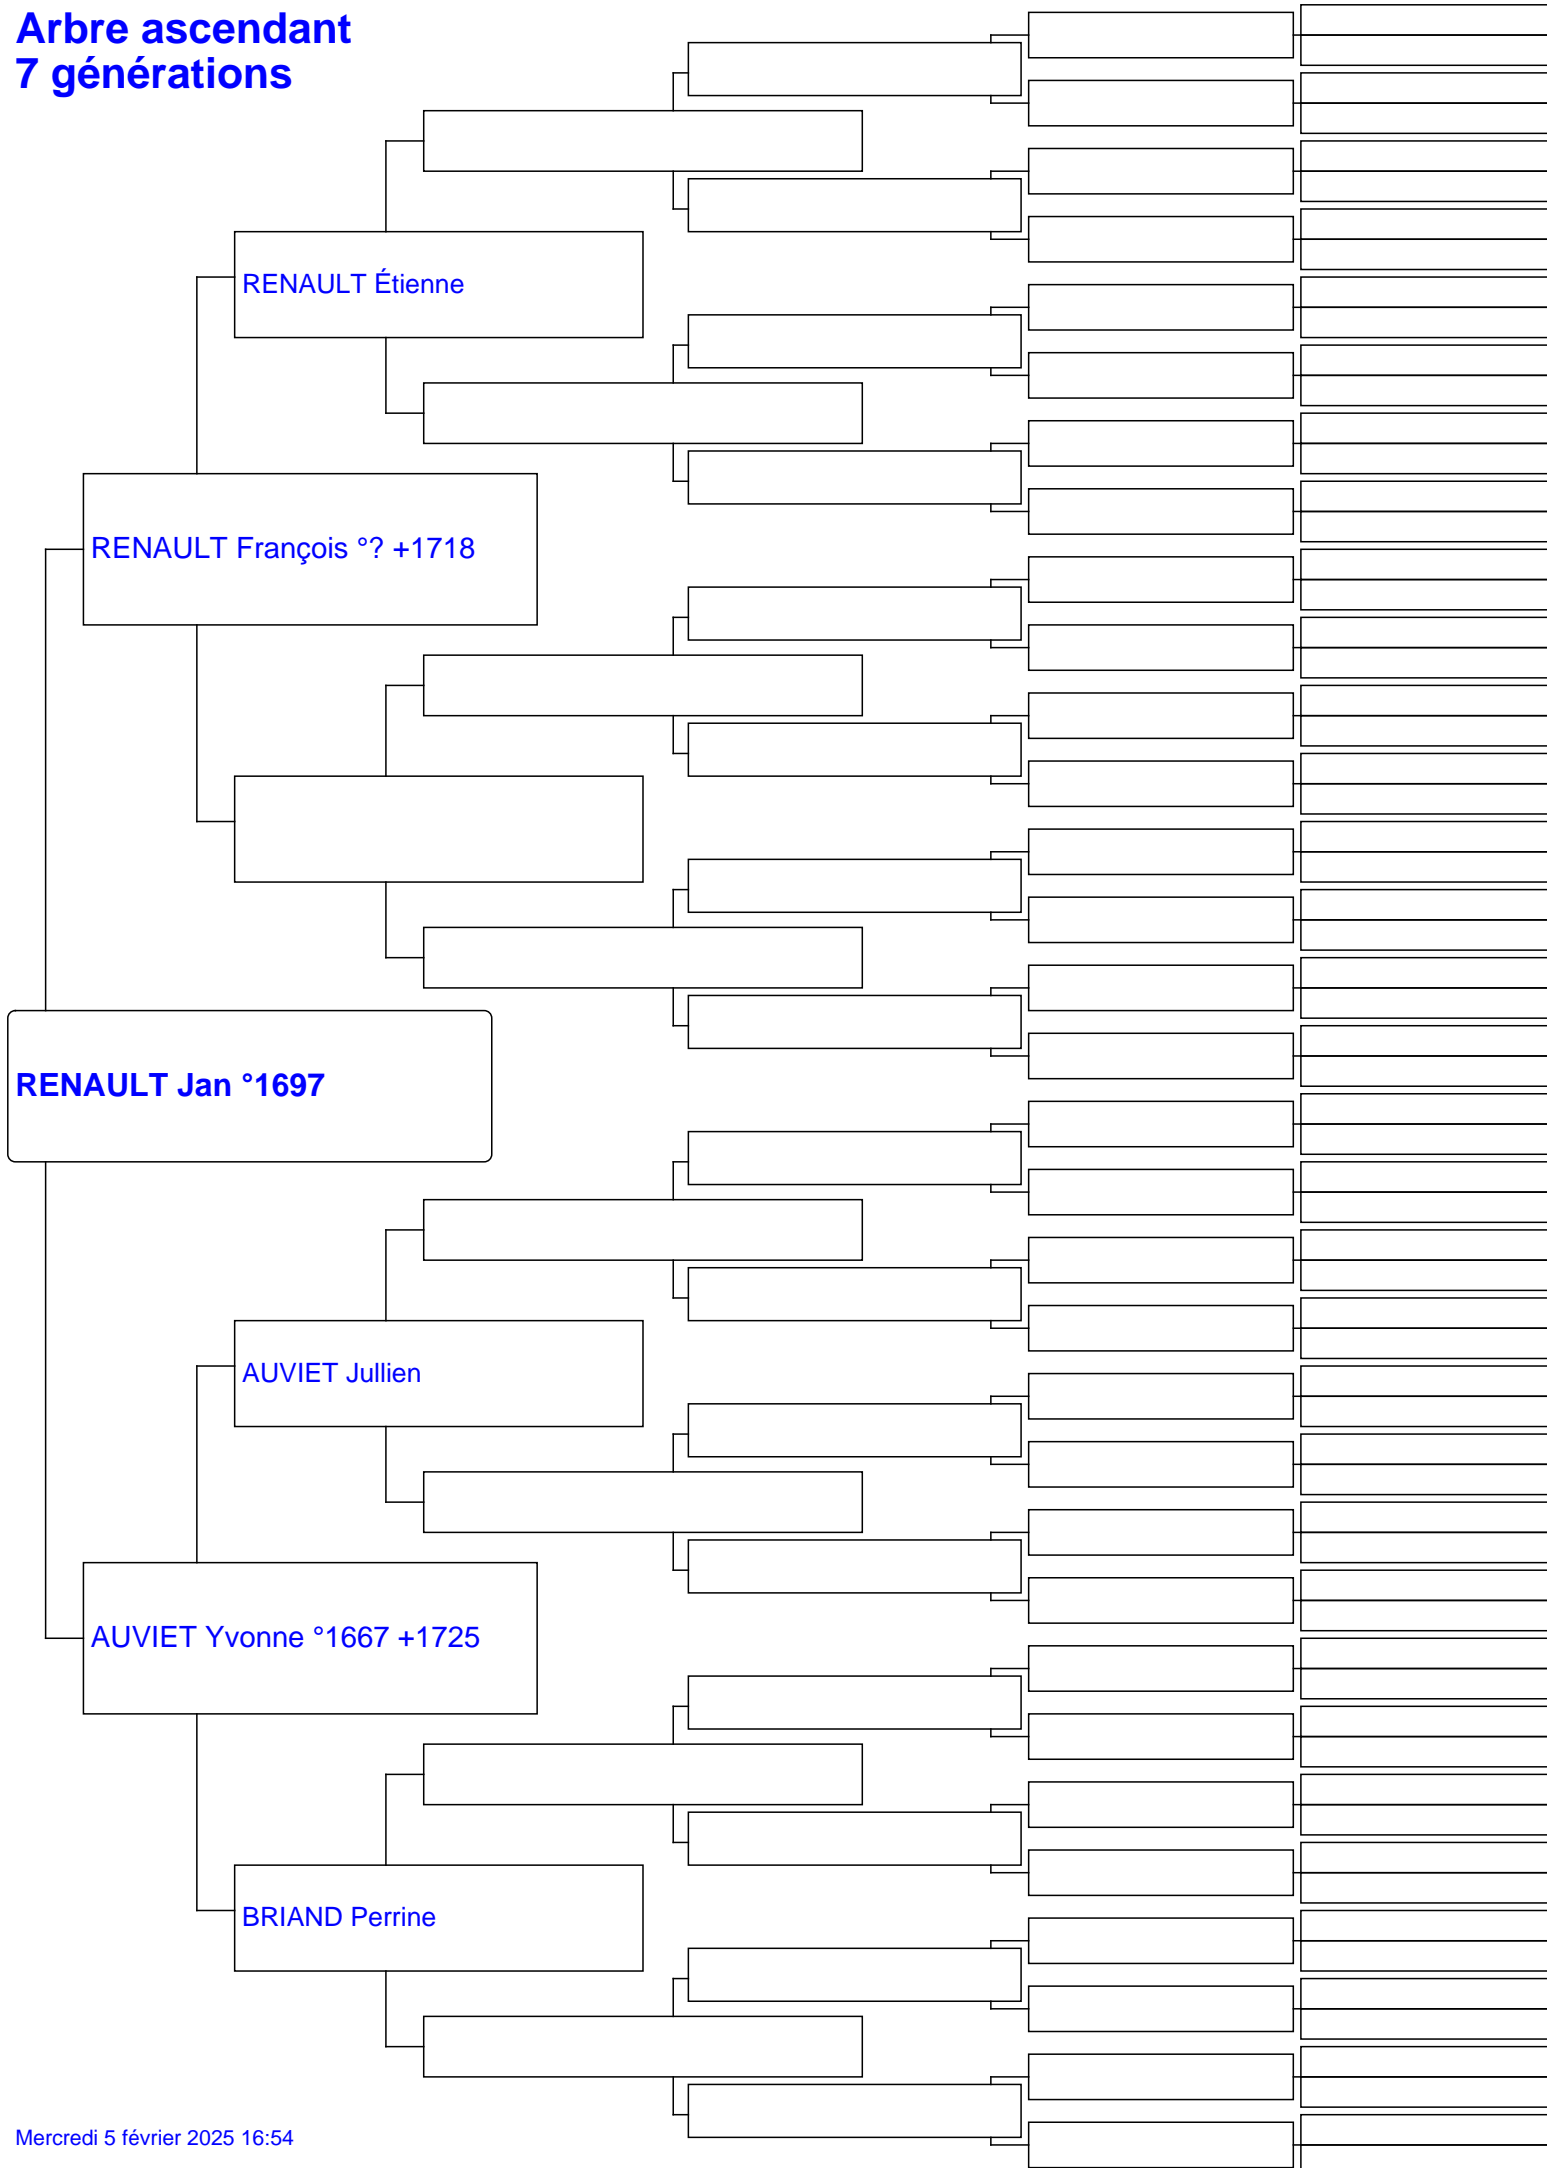 Arbre ascendant
7 générations
RENAULT Étienne
RENAULT François °? +1718
RENAULT Jan °1697
AUVIET Jullien
AUVIET Yvonne °1667 +1725
BRIAND Perrine
Mercredi 5 février 2025 16:54